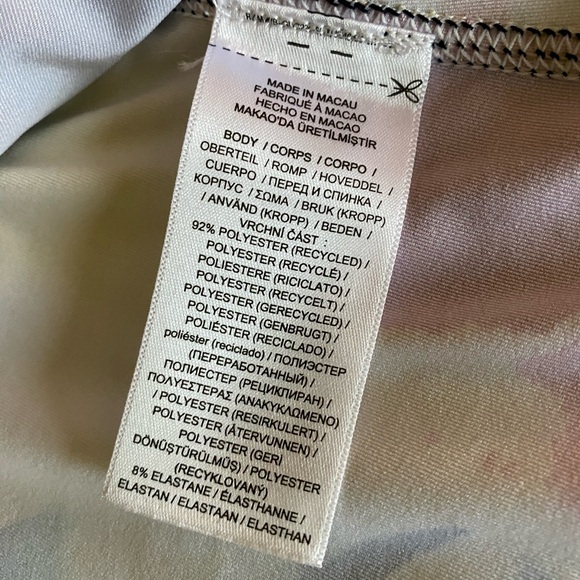 MADE IN MACAU
FABRIQUÉ À MACAO
HECHO EN MACAO
MAKAO'DA ÜRETİLMİŞTİR
BODY / CORPS / CORPO /
OBERTEIL / ROMP / HOVEDDEL /
CUERPO / ПЕРЕД И СПИНКА /
КОРПУС / ΣΩΜΑ / BRUK (KROPP)
/ ANVÄND (KROPP) / BEDEN /
VRCHNÍ ČÁST :
92% POLYESTER (RECYCLED) /
POLYESTER (RECYCLÉ) /
POLIESTERE (RICICLATO) /
POLYESTER (RECYCELT) /
POLYESTER (GERECYCLED) /
POLYESTER (GENBRUGT) /
POLIÉSTER (RECICLADO) /
poliéster (reciclado) / ПОЛИЭСТЕР
(ПЕРЕРАБОТАННЫЙ) /
ПОЛИЕСТЕР (РЕЦИКЛИРАН) /
ΠΟΛΥΕΣΤΕΡΑΣ (ΑΝΑΚΥΚΛΩΜΕΝΟ)
/ POLYESTER (RESIRKULERT) /
POLYESTER (ÅTERVUNNEN) /
POLYESTER (GERİ
DÖNÜŞTÜRÜLMÜŞ) / POLYESTER
(RECYKLOVANÝ)
8% ELASTANE / ÉLASTHANNE /
ELASTAN / ELASTAAN / ELASTHAN